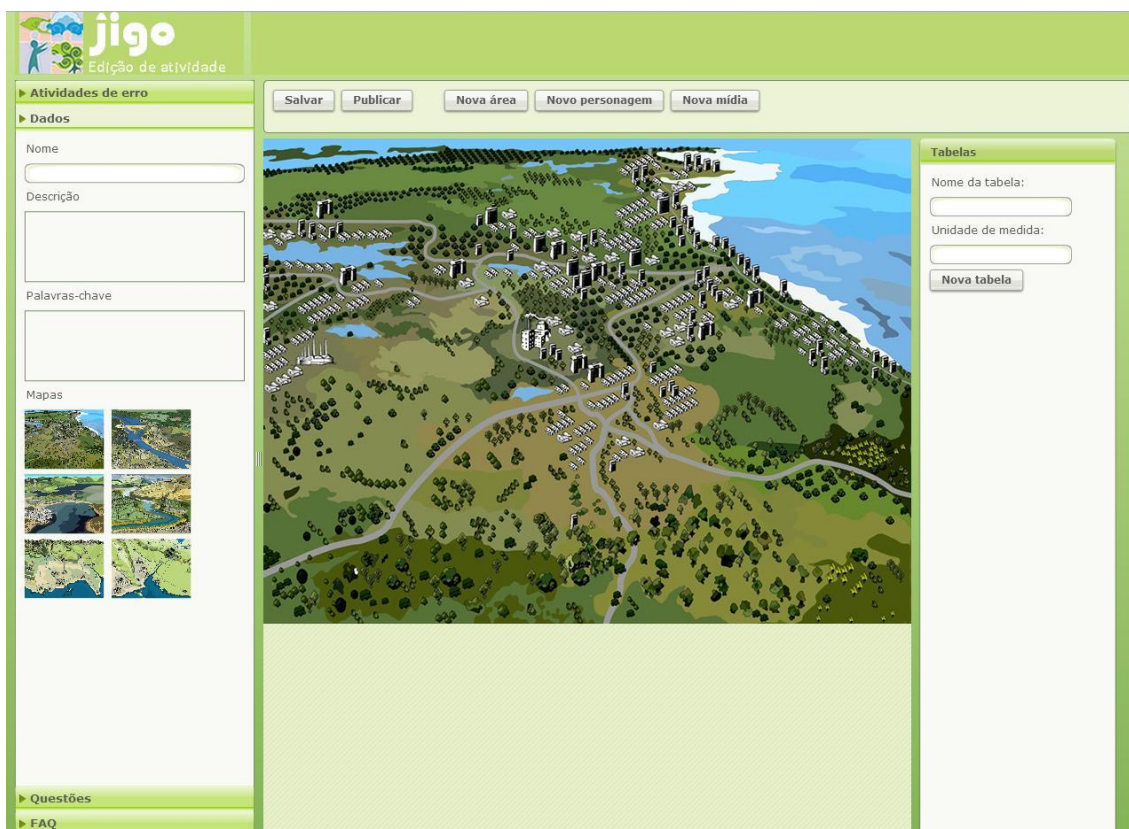 jigo
Edição de atividade
Atividades de erro
Dados
Nome
Descrição
Palavras-chave
Mapas
Questões
FAQ
Salvar Publicar Nova área Novo personagem Nova mídia
Tabelas
Nome da tabela:
Unidade de medida:
Nova tabela